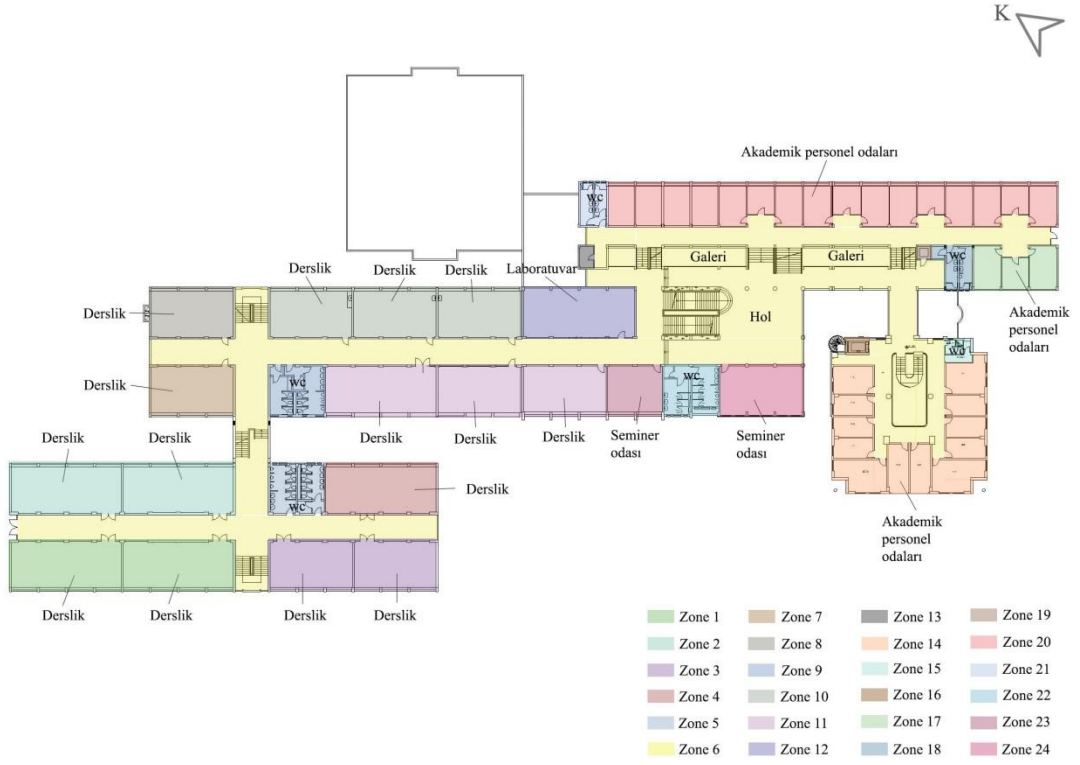 K
Akademik personel odaları
wc
Galeri
Galeri
wc
Derslik
Derslik
Derslik
Laboratuvar
Hol
Akademik
personel
odaları
Derslik
wc
Derslik
wc
wc
Derslik
Derslik
Derslik
Seminer
odası
Seminer
odası
Derslik
Derslik
Derslik
wc
Akademik
personel
odaları
Derslik
Derslik
Derslik
Derslik
Zone 1
Zone 7
Zone 13
Zone 19
Zone 2
Zone 8
Zone 14
Zone 20
Zone 3
Zone 9
Zone 15
Zone 21
Zone 4
Zone 10
Zone 16
Zone 22
Zone 5
Zone 11
Zone 17
Zone 23
Zone 6
Zone 12
Zone 18
Zone 24